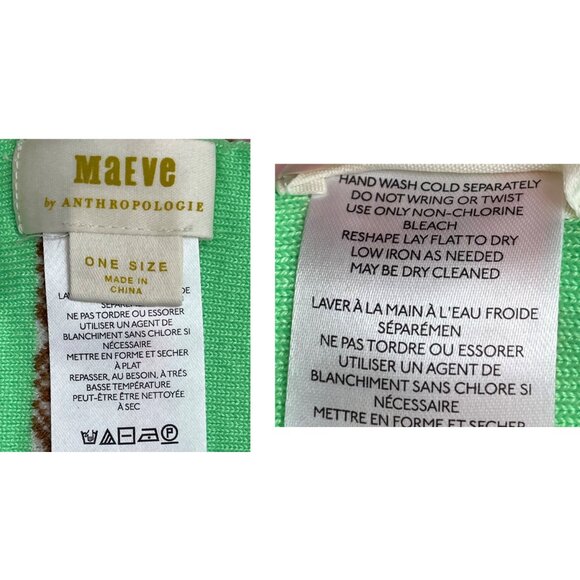 MAEVE
by ANTHROPOLOGIE
ONE SIZE
MADE IN
CHINA
NE PAS TORDRE OU ESSORER
UTILISER UN AGENT DE
BLANCHIMENT SANS CHLORE SI
NÉCESSAIRE
METTRE EN FORME ET SECHER
À PLAT
REPASSER, AU BESOIN, À TRÈS
BASSE TEMPÉRATURE
PEUT-ÊTRE ÊTRE NETTOYÉE
À SEC
HAND WASH COLD SEPARATELY
DO NOT WRING OR TWIST
USE ONLY NON-CHLORINE
BLEACH
RESHAPE LAY FLAT TO DRY
LOW IRON AS NEEDED
MAY BE DRY CLEANED
LAVER À LA MAIN À L'EAU FROIDE
SÉPARÉMEN
NE PAS TORDRE OU ESSORER
UTILISER UN AGENT DE
BLANCHIMENT SANS CHLORE SI
NÉCESSAIRE
METTRE EN FORME ET SECHER